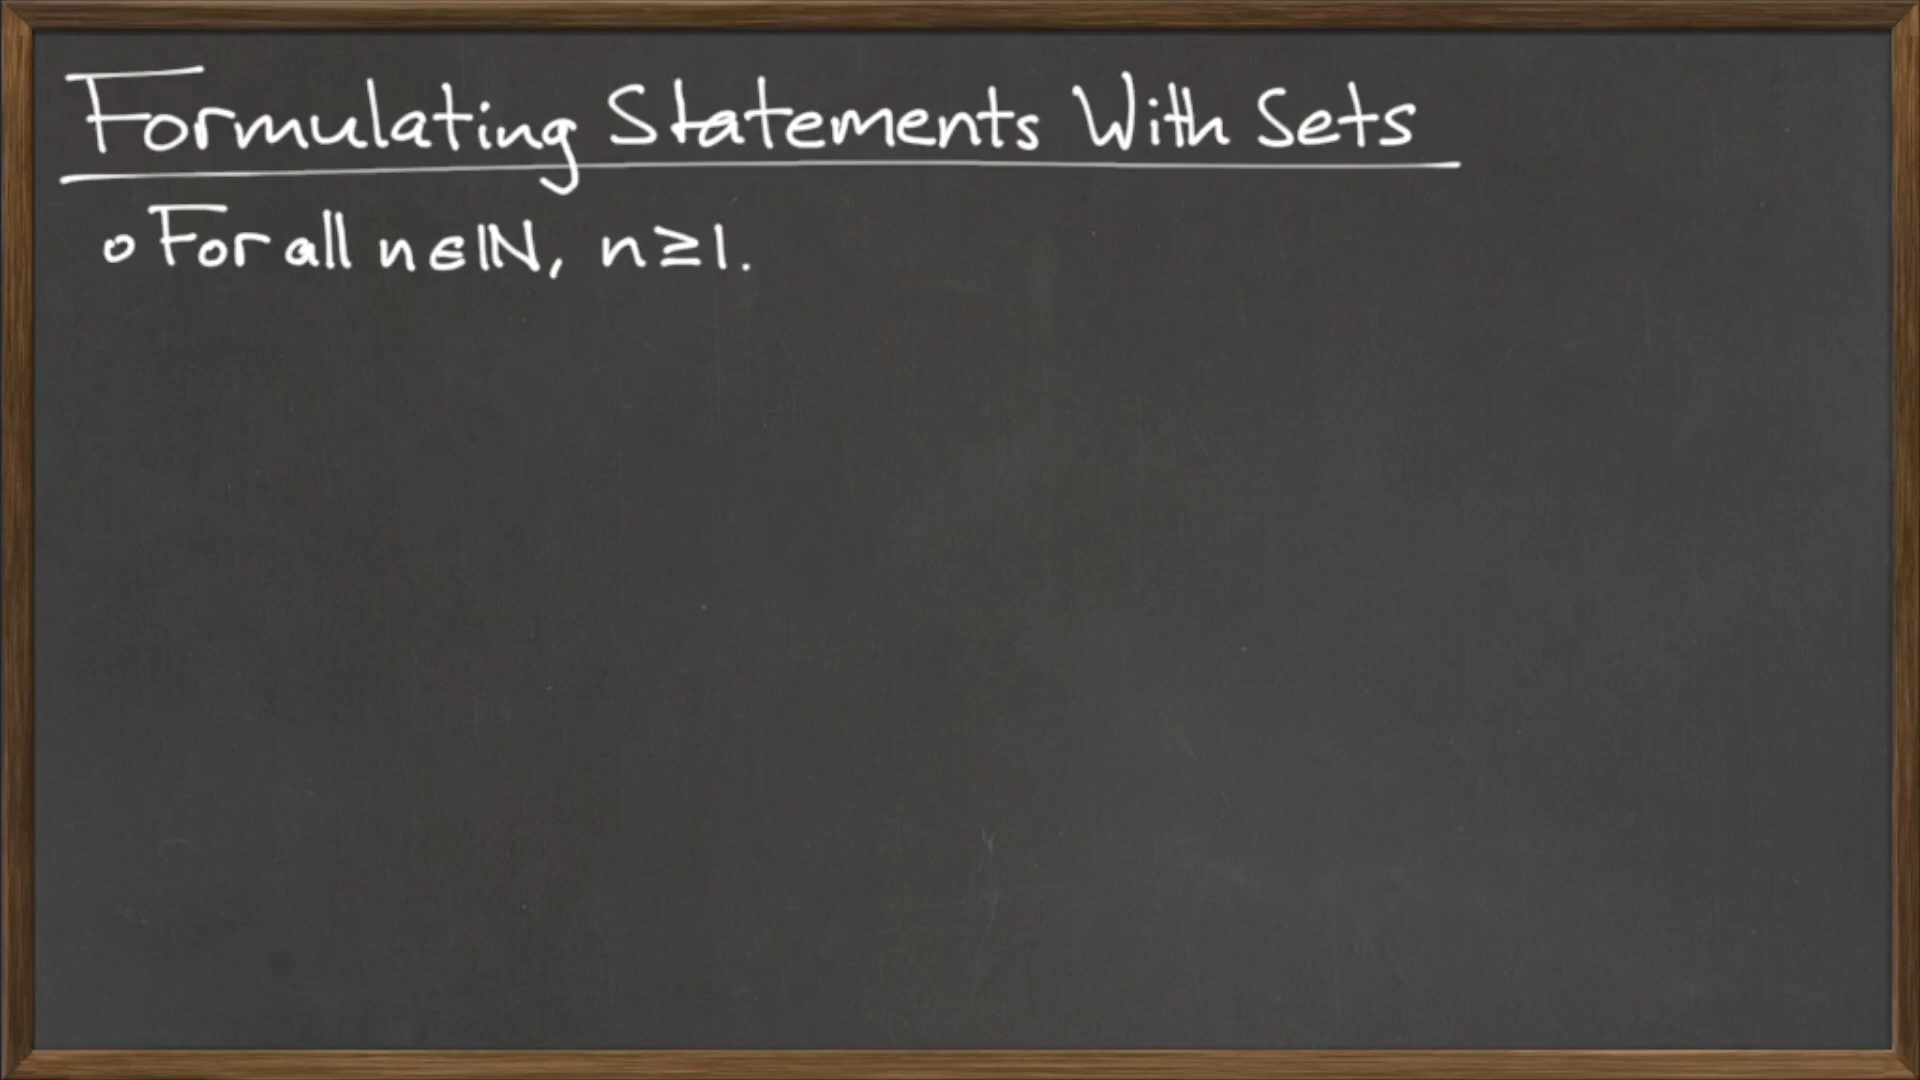 Formulating Statements With Sets
o For all n∈ℕ, n≥1.